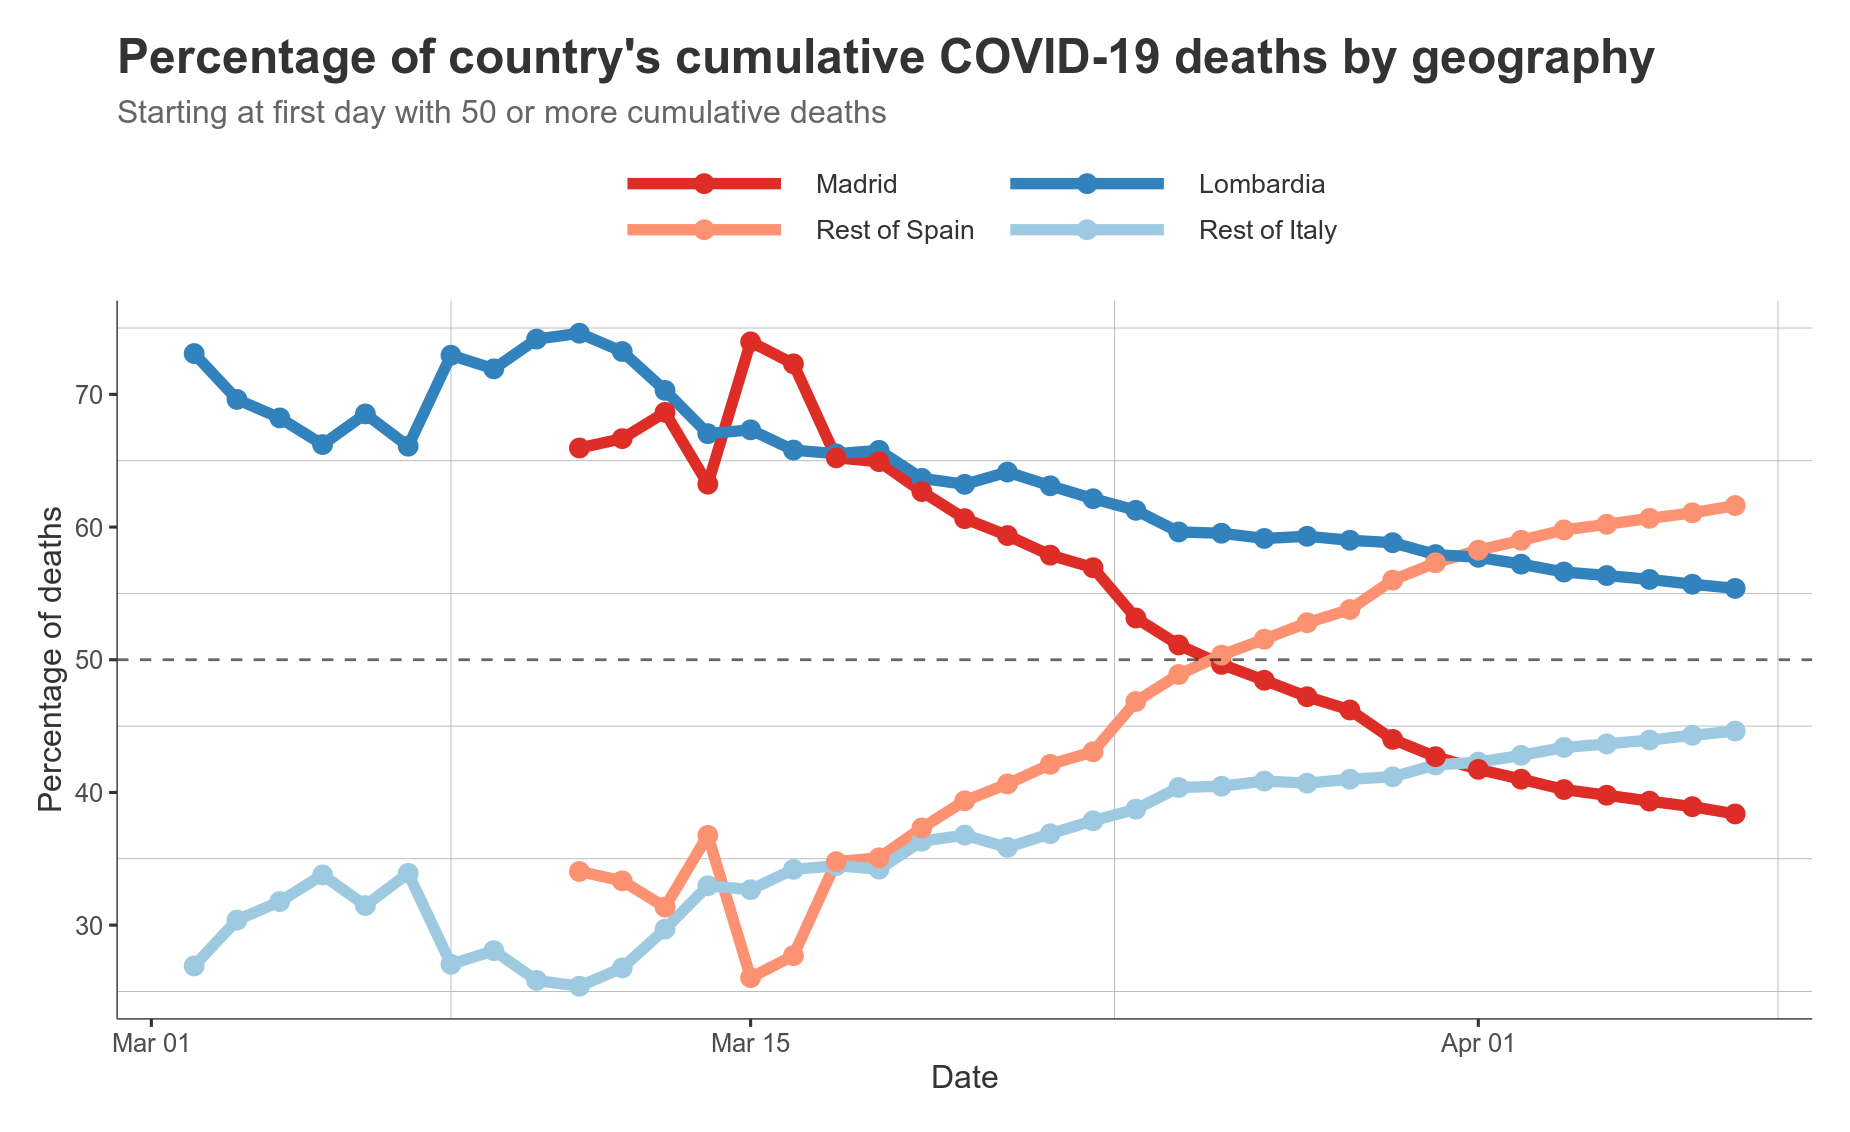 Percentage of country's cumulative COVID-19 deaths by geography
Starting at first day with 50 or more cumulative deaths
Madrid
Lombardia
Rest of Spain
Rest of Italy
Percentage of deaths
70
60
50
40
30
Mar 01
Mar 15
Apr 01
Date